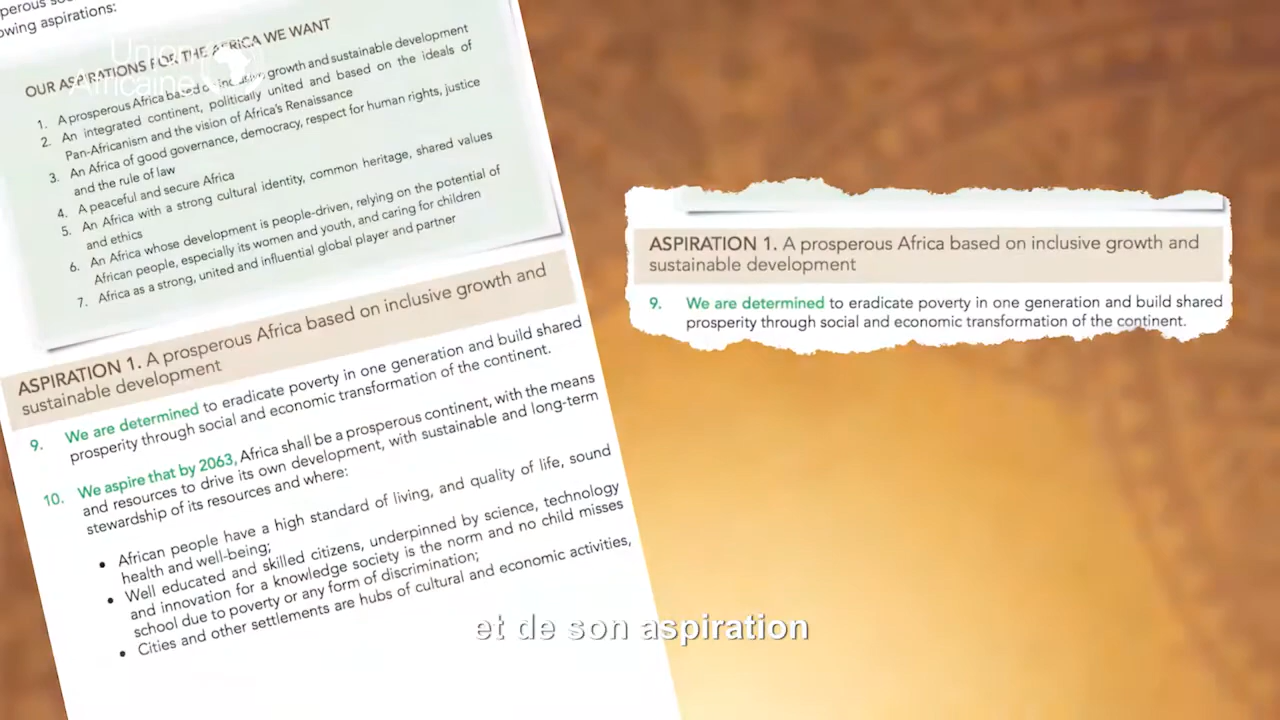 owing aspirations:
Union
Africaine
OUR ASPIRATIONS FOR THE AFRICA WE WANT
1. A prosperous Africa based on inclusive growth and sustainable development
2. An integrated continent, politically united and based on the ideals of
Pan-Africanism and the vision of Africa's Renaissance
3. An Africa of good governance, democracy, respect for human rights, justice
and the rule of law
4. A peaceful and secure Africa
5. An Africa with a strong cultural identity, common heritage, shared values
and ethics
6. An Africa whose development is people-driven, relying on the potential of
African people, especially its women and youth, and caring for children
7. Africa as a strong, united and influential global player and partner
ASPIRATION 1. A prosperous Africa based on inclusive growth and
sustainable development
9. We are determined to eradicate poverty in one generation and build shared
prosperity through social and economic transformation of the continent.
10. We aspire that by 2063, Africa shall be a prosperous continent, with the means
and resources to drive its own development, with sustainable and long-term
stewardship of its resources and where:
• African people have a high standard of living, and quality of life, sound
health and well-being;
• Well educated and skilled citizens, underpinned by science, technology
and innovation for a knowledge society is the norm and no child misses
school due to poverty or any form of discrimination;
• Cities and other settlements are hubs of cultural and economic activities,
ASPIRATION 1. A prosperous Africa based on inclusive growth and
sustainable development
9. We are determined to eradicate poverty in one generation and build shared
prosperity through social and economic transformation of the continent.
et de son aspiration